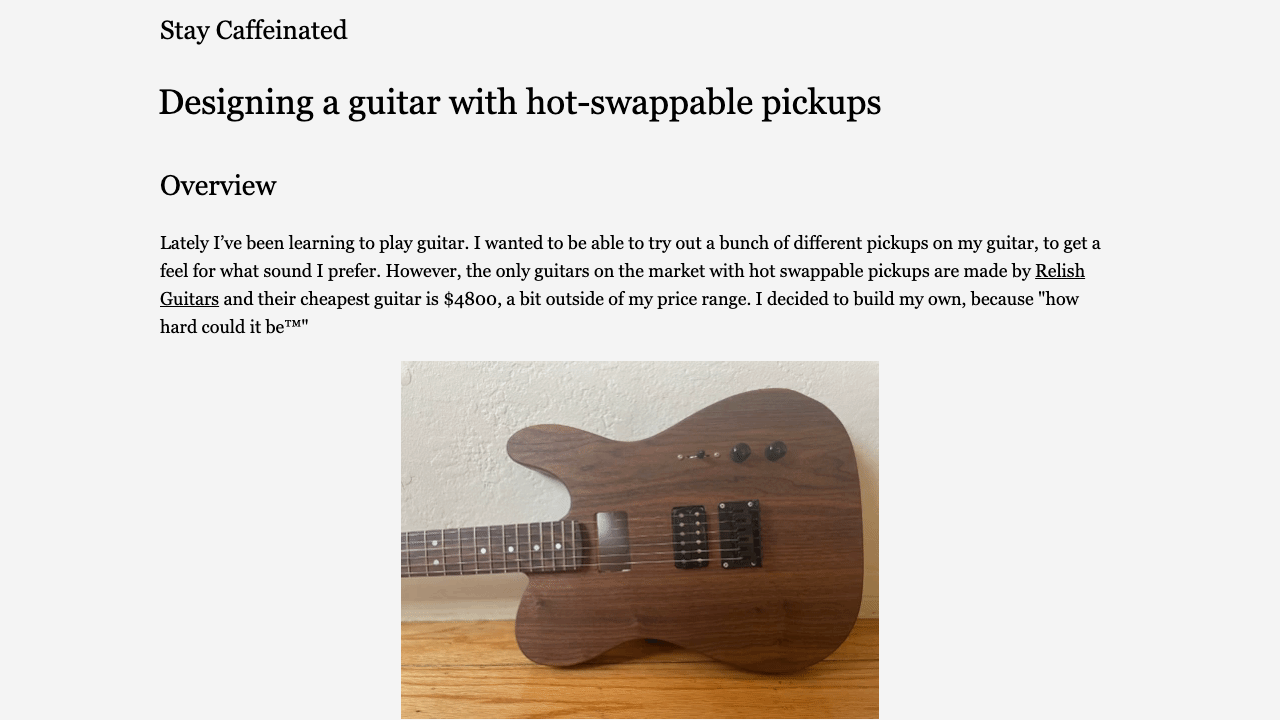 Stay Caffeinated
Designing a guitar with hot-swappable pickups
Overview
Lately I’ve been learning to play guitar. I wanted to be able to try out a bunch of different pickups on my guitar, to get a
feel for what sound I prefer. However, the only guitars on the market with hot swappable pickups are made by Relish
Guitars and their cheapest guitar is $4800, a bit outside of my price range. I decided to build my own, because "how
hard could it be™"